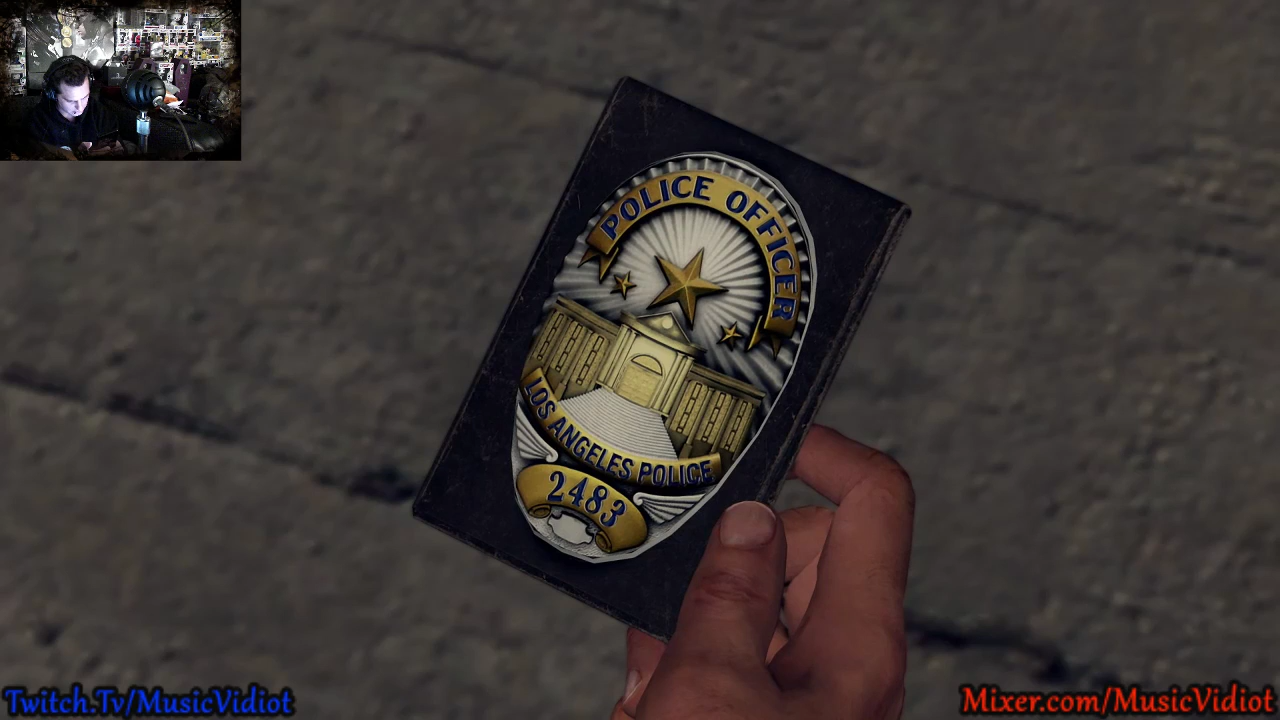 POLICE OFFICER
LOS ANGELES POLICE
2483
Twitch.Tv/MusicVidiot
Mixer.com/MusicVidiot